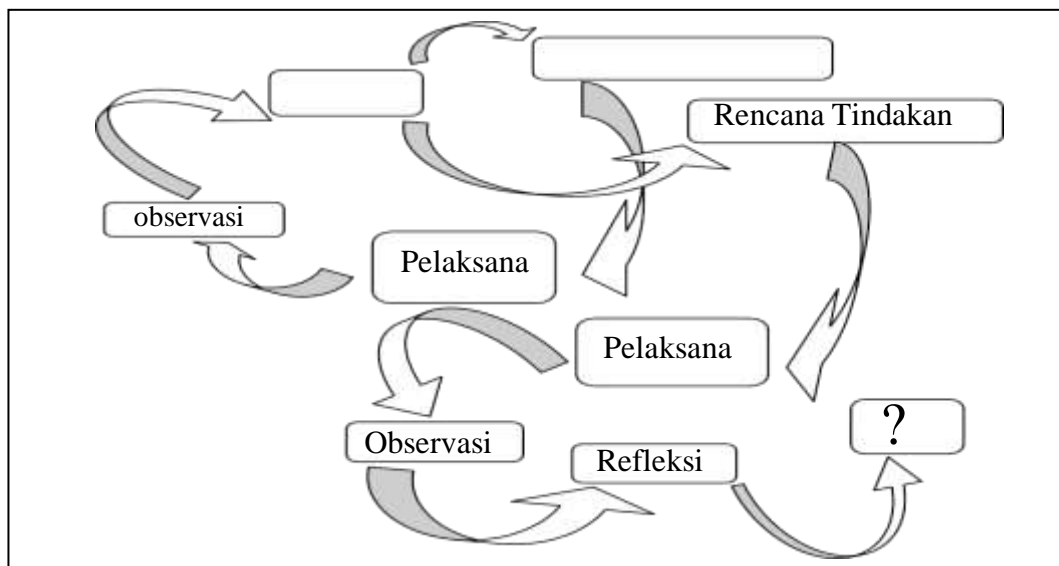 Rencana Tindakan
observasi
Pelaksana
Pelaksana
Observasi
Refleksi
?